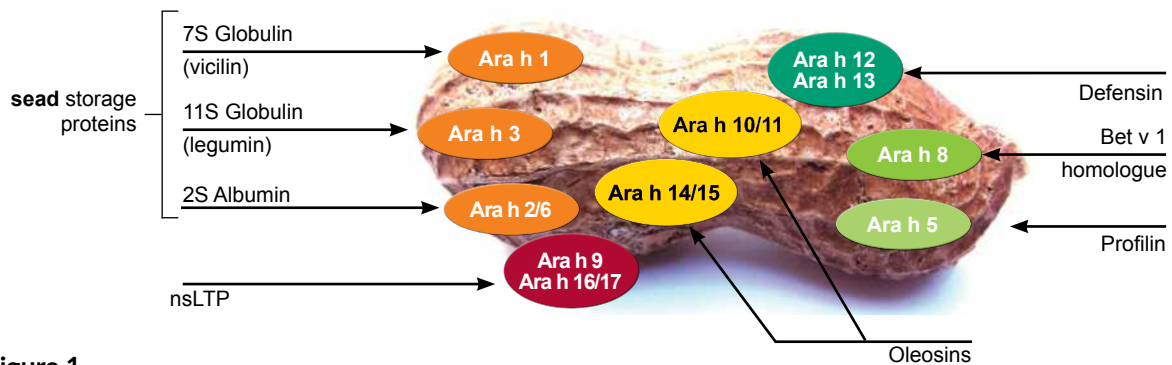 7S Globulin
(vicilin)
sead storage
proteins
11S Globulin
(legumin)
2S Albumin
nsLTP
Ara h 1
Ara h 3
Ara h 2/6
Ara h 9
Ara h 16/17
Ara h 10/11
Ara h 14/15
Ara h 12
Ara h 13
Ara h 8
Ara h 5
Defensin
Bet v 1
homologue
Profilin
Oleosins